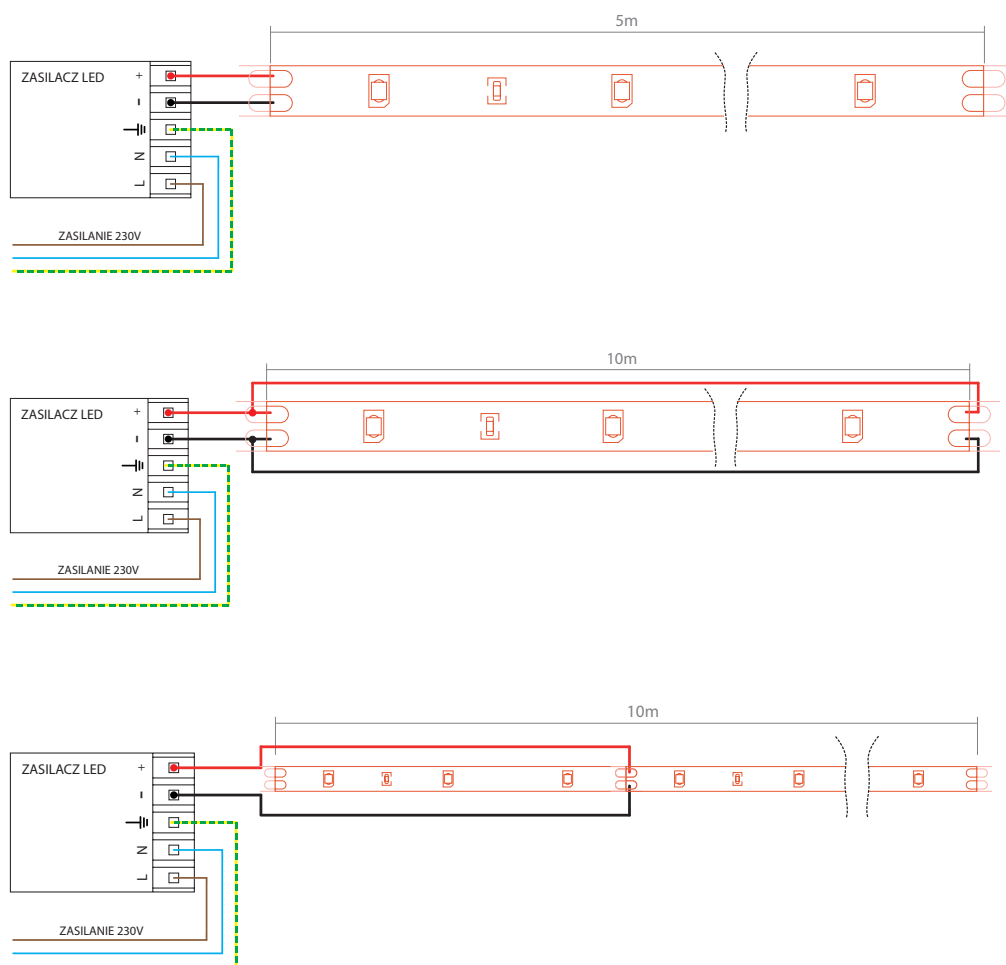 5m
ZASILACZ LED
+
-
N
L
ZASILANIE 230V
10m
ZASILACZ LED
+
-
N
L
ZASILANIE 230V
10m
ZASILACZ LED
+
-
N
L
ZASILANIE 230V